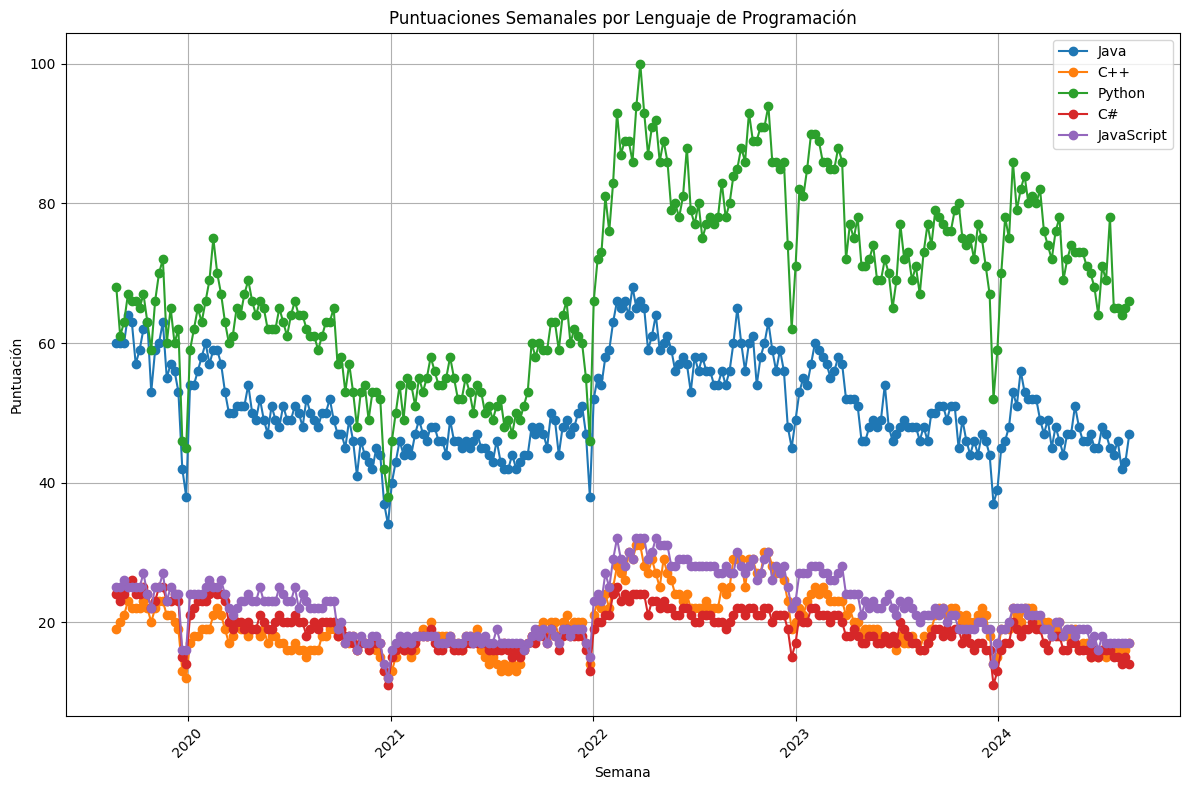 Puntuaciones Semanales por Lenguaje de Programación
Java
C++
Python
C#
JavaScript
Puntuación
100
80
60
40
20
2020
2021
2022
2023
2024
Semana